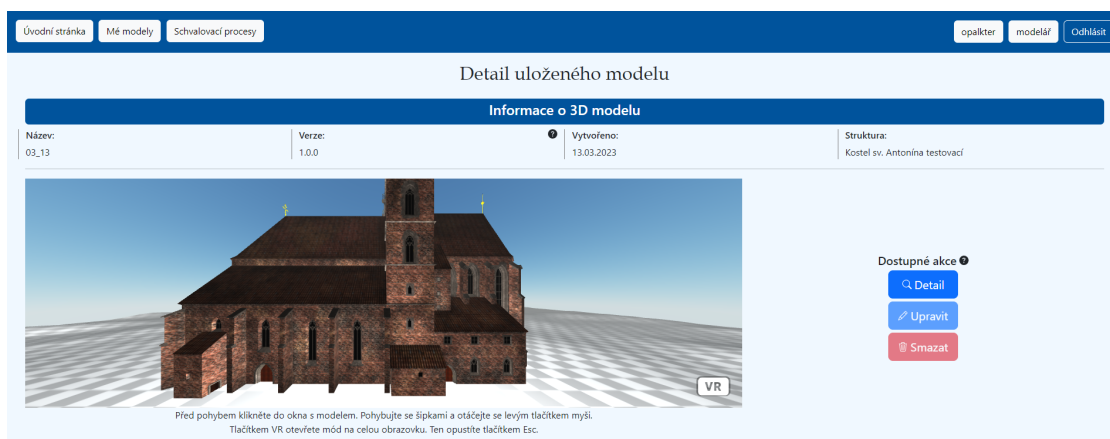 Úvodní stránka Mé modely Schvalovací procesy opalkter modelář Odhlásit
Detail uloženého modelu
Informace o 3D modelu
Název: Verze: Vytvořeno: Struktura:
03_13 1.0.0 13.03.2023 Kostel sv. Antonína testovací
Dostupné akce
Detail
Upravit
Smazat
VR
Před pohybem klikněte do okna s modelem. Pohybujte se šipkami a otáčejte se levým tlačítkem myši.
Tlačítkem VR otevřete mód na celou obrazovku. Ten opustíte tlačítkem Esc.